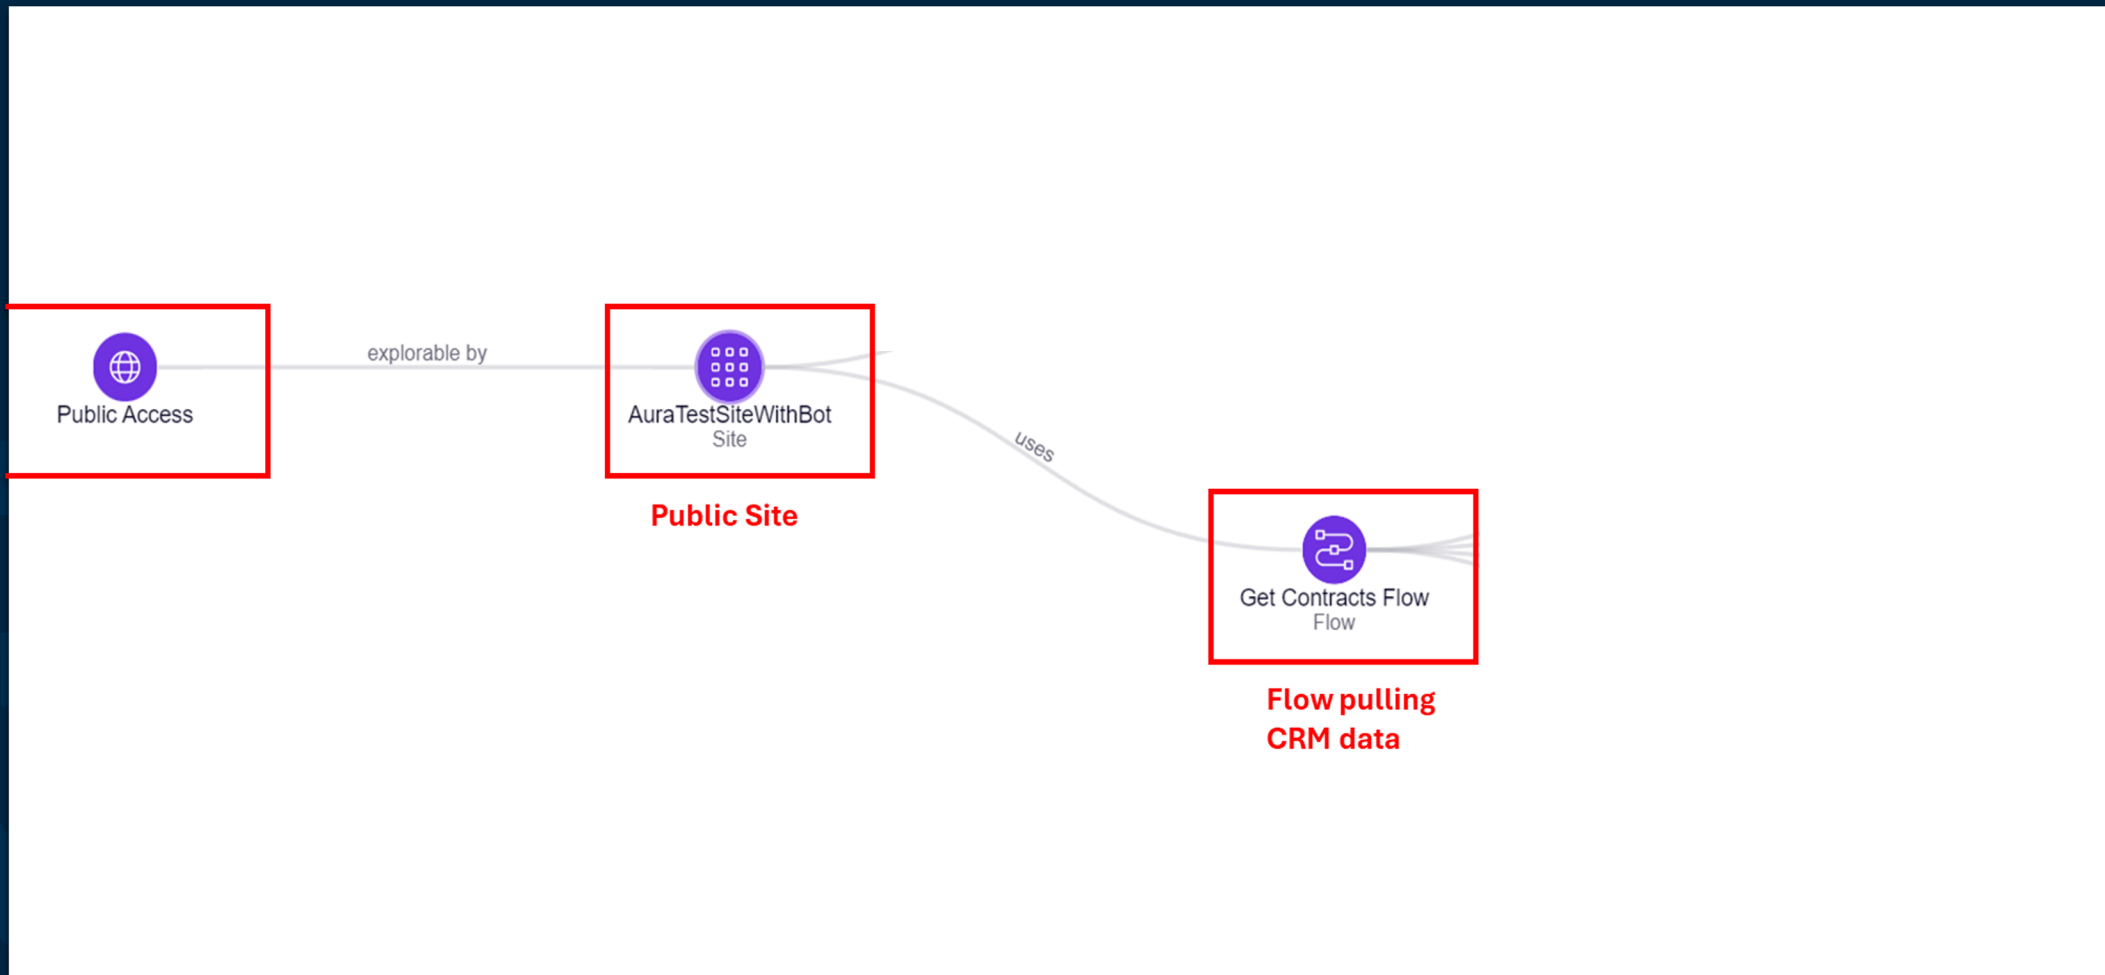 Public Access
explorable by
AuraTestSiteWithBot
Site
Public Site
uses
Get Contracts Flow
Flow
Flow pulling
CRM data